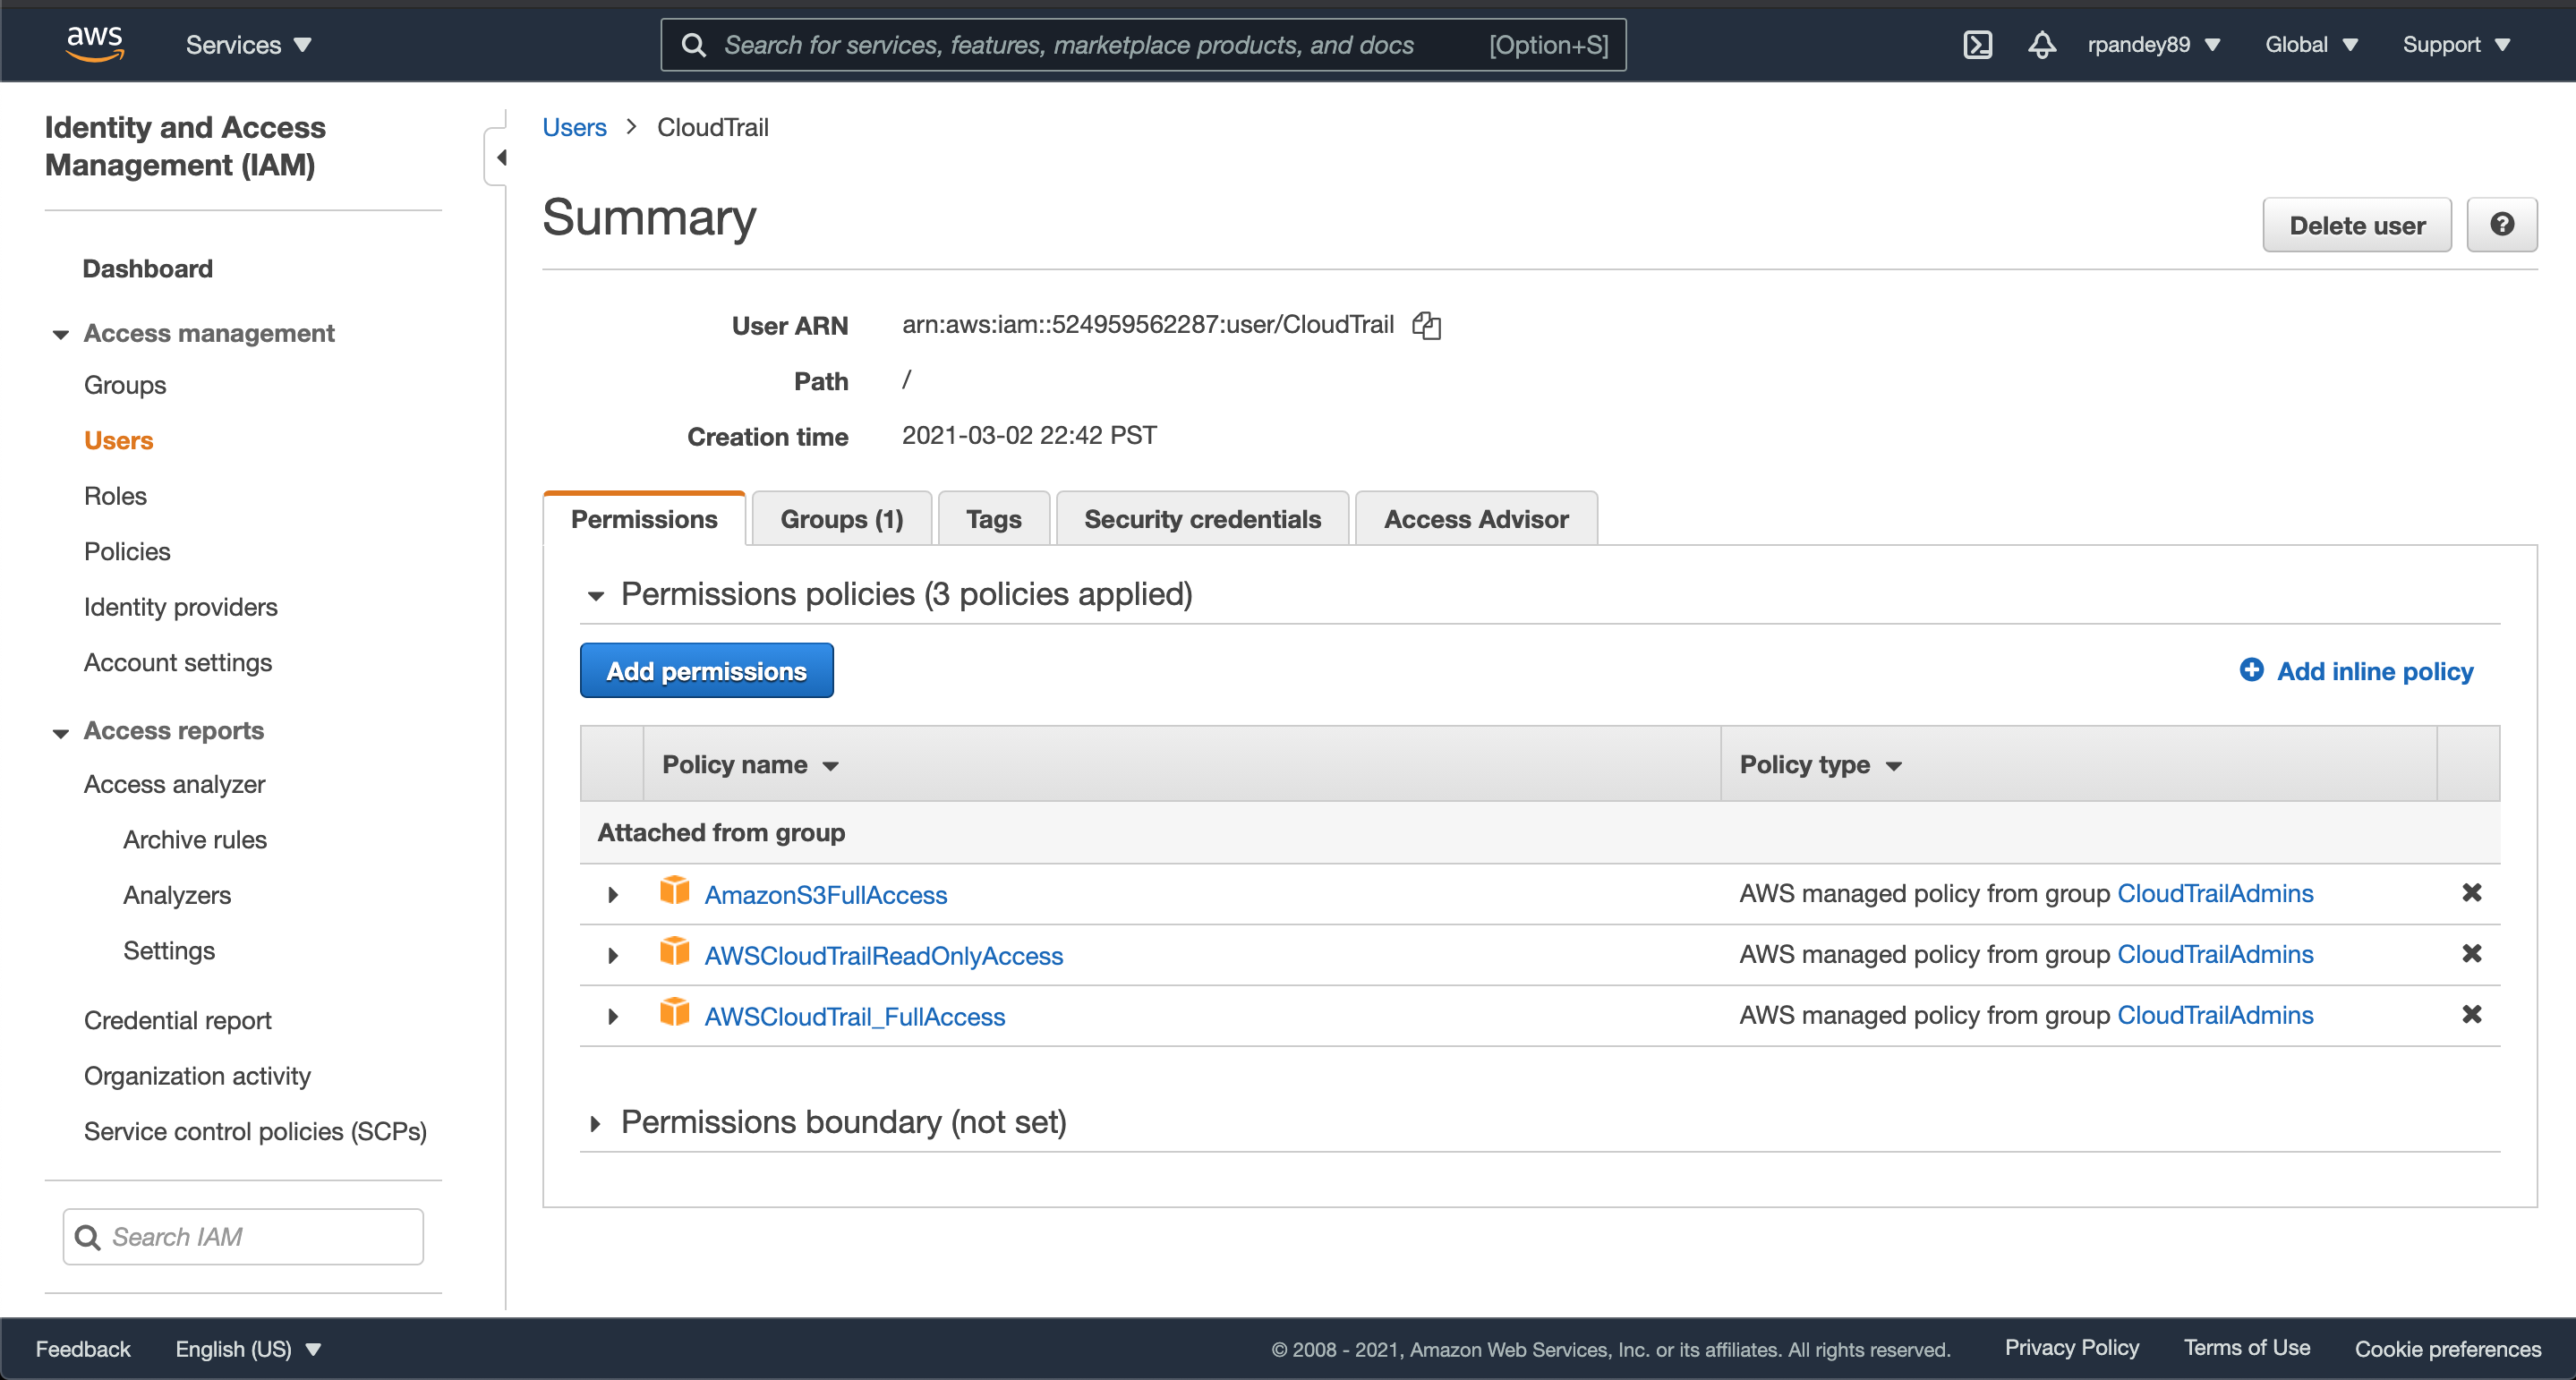 aws Services Search for services, features, marketplace products, and docs [Option+S] rpandey89 Global Support
Identity and Access
Management (IAM)
Dashboard
Access management
Groups
Users
Roles
Policies
Identity providers
Account settings
Access reports
Access analyzer
Archive rules
Analyzers
Settings
Credential report
Organization activity
Service control policies (SCPs)
Search IAM
Users > CloudTrail
Summary
Delete user
User ARN arn:aws:iam::524959562287:user/CloudTrail
Path /
Creation time 2021-03-02 22:42 PST
Permissions Groups (1) Tags Security credentials Access Advisor
Permissions policies (3 policies applied)
Add permissions Add inline policy
Policy name Policy type
Attached from group
AmazonS3FullAccess AWS managed policy from group CloudTrailAdmins
AWSCloudTrailReadOnlyAccess AWS managed policy from group CloudTrailAdmins
AWSCloudTrail_FullAccess AWS managed policy from group CloudTrailAdmins
Permissions boundary (not set)
Feedback English (US) © 2008 - 2021, Amazon Web Services, Inc. or its affiliates. All rights reserved. Privacy Policy Terms of Use Cookie preferences